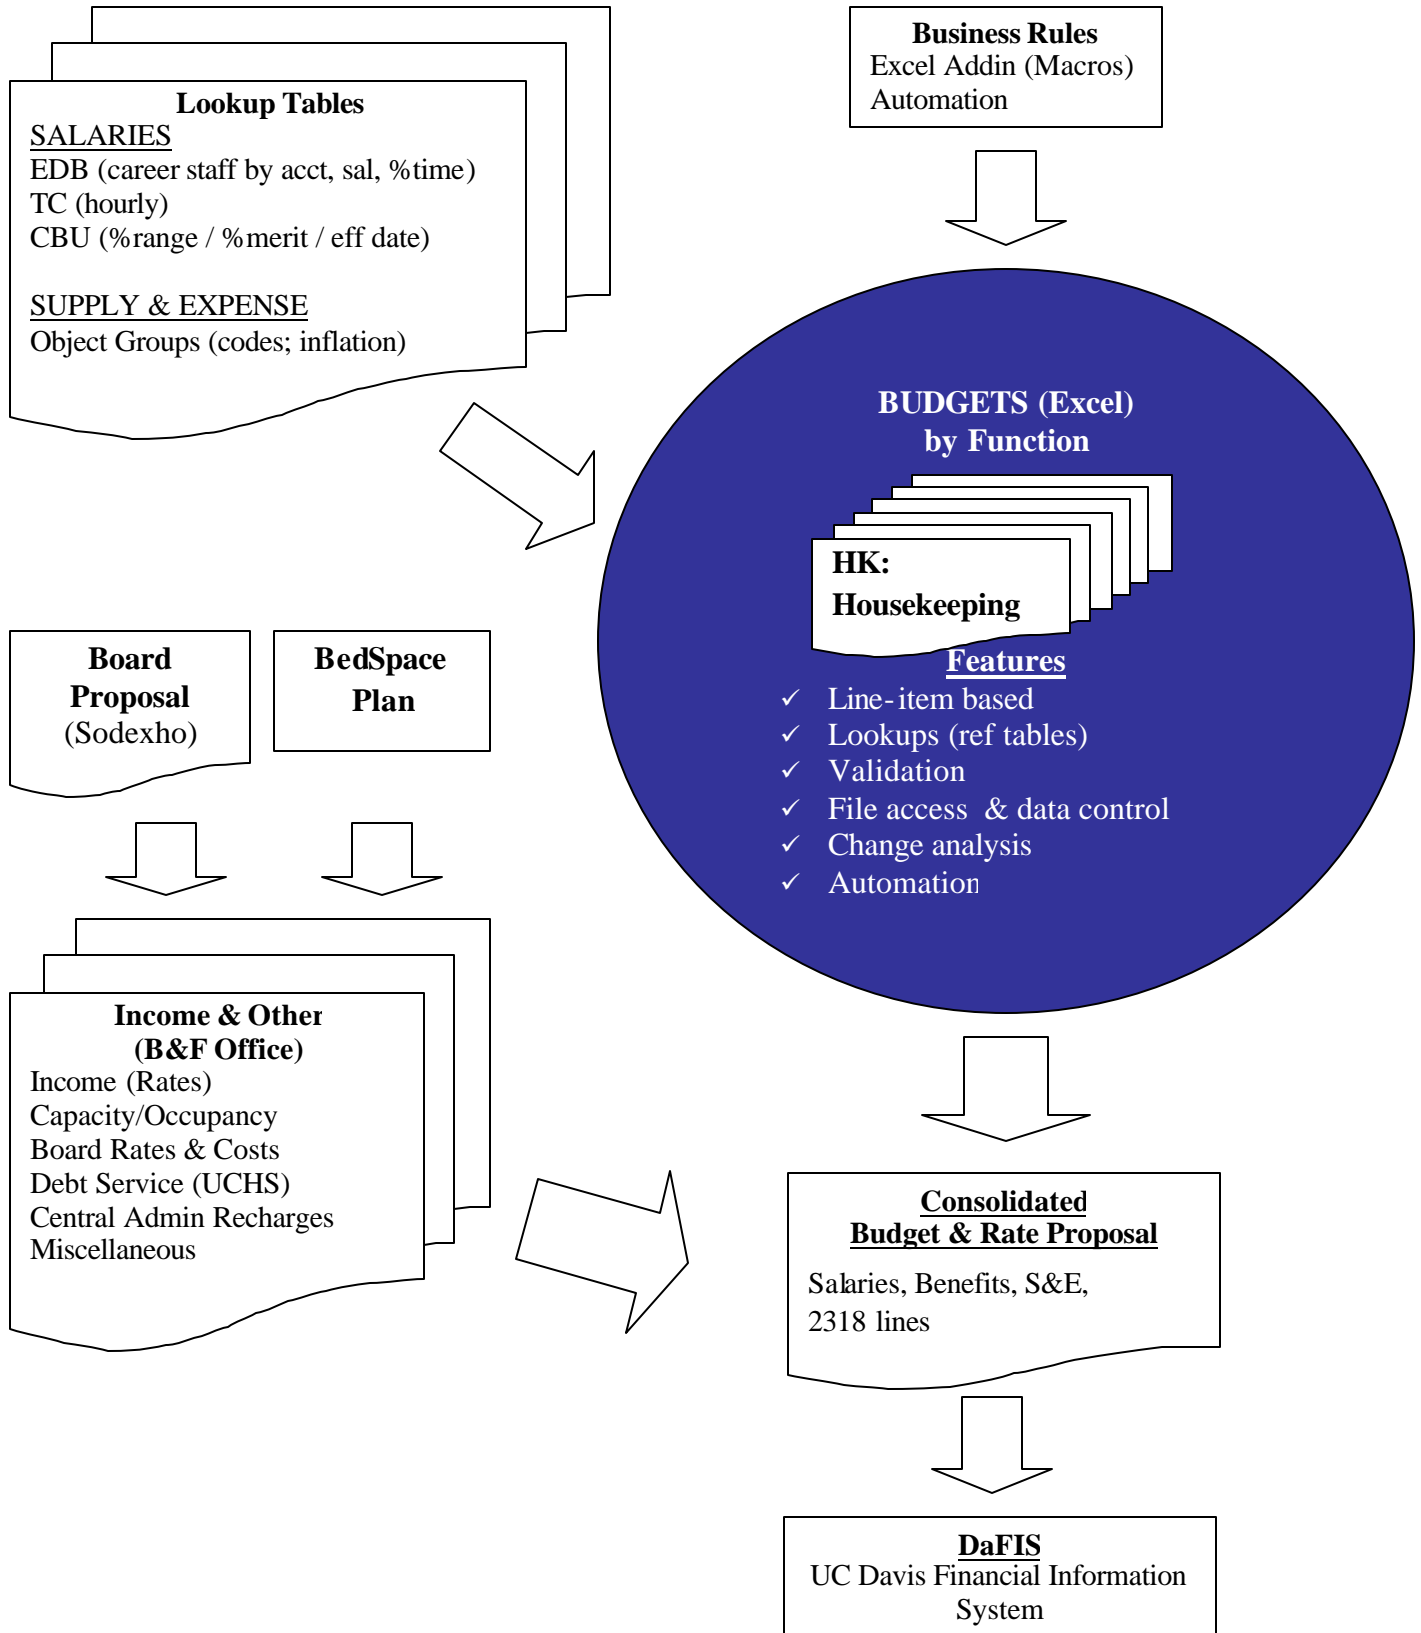 Lookup Tables
SALARIES
EDB (career staff by acct, sal, %time)
TC (hourly)
CBU (%range / %merit / eff date)
SUPPLY & EXPENSE
Object Groups (codes; inflation)
Business Rules
Excel Addin (Macros)
Automation
BUDGETS (Excel)
by Function
HK:
Housekeeping
Features
✓ Line-item based
✓ Lookups (ref tables)
✓ Validation
✓ File access & data control
✓ Change analysis
✓ Automation
Board
Proposal
(Sodexho)
BedSpace
Plan
Income & Other
(B&F Office)
Income (Rates)
Capacity/Occupancy
Board Rates & Costs
Debt Service (UCHS)
Central Admin Recharges
Miscellaneous
Consolidated
Budget & Rate Proposal
Salaries, Benefits, S&E,
2318 lines
DaFIS
UC Davis Financial Information
System